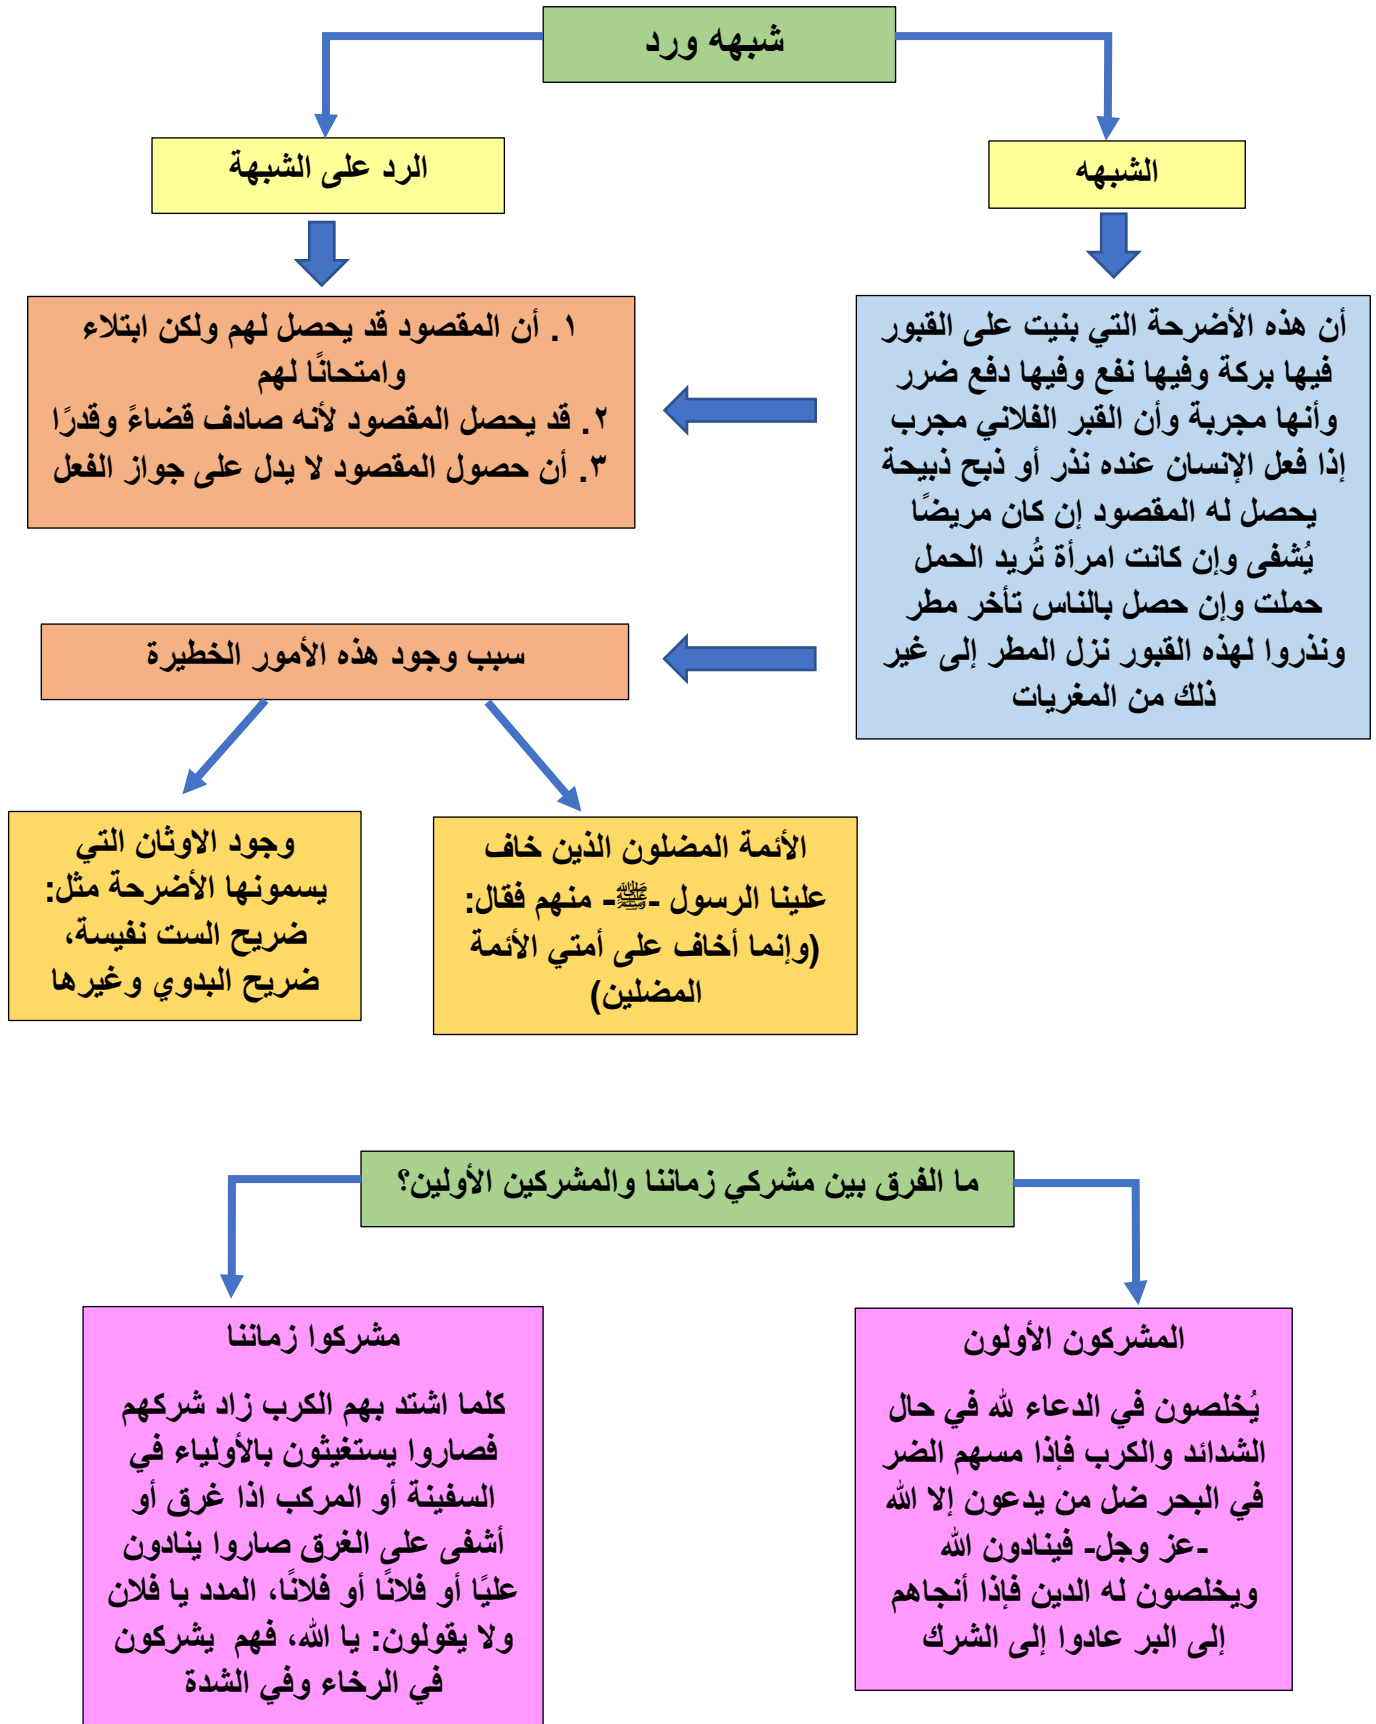 شبهه ورد
الشبهه
الرد على الشبهة
أن هذه الأضرحة التي بنيت على القبور
فيها بركة وفيها نفع وفيها دفع ضرر
وأنها مجربة وأن القبر الفلاني مجرب
إذا فعل الإنسان عنده نذر أو ذبح ذبيحة
يحصل له المقصود إن كان مريضًا
يُشفى وإن كانت امرأة تُريد الحمل
حملت وإن حصل بالناس تأخر مطر
ونذروا لهذه القبور نزل المطر إلى غير
ذلك من المغريات
١. أن المقصود قد يحصل لهم ولكن ابتلاء
وامتحانًا لهم
٢. قد يحصل المقصود لأنه صادف قضاءً وقدرًا
٣. أن حصول المقصود لا يدل على جواز الفعل
سبب وجود هذه الأمور الخطيرة
الأئمة المضلون الذين خاف
علينا الرسول -ﷺ- منهم فقال:
(وإنما أخاف على أمتي الأئمة
المضلين)
وجود الاوثان التي
يسمونها الأضرحة مثل:
ضريح الست نفيسة،
ضريح البدوي وغيرها
ما الفرق بين مشركي زماننا والمشركين الأولين؟
المشركون الأولون
يُخلصون في الدعاء لله في حال
الشدائد والكرب فإذا مسهم الضر
في البحر ضل من يدعون إلا الله
-عز وجل- فينادون الله
ويخلصون له الدين فإذا أنجاهم
إلى البر عادوا إلى الشرك
مشركوا زماننا
كلما اشتد بهم الكرب زاد شركهم
فصاروا يستغيثون بالأولياء في
السفينة أو المركب اذا غرق أو
أشفى على الغرق صاروا ينادون
عليًا أو فلانًا أو فلانًا، المدد يا فلان
ولا يقولون: يا الله، فهم يشركون
في الرخاء وفي الشدة